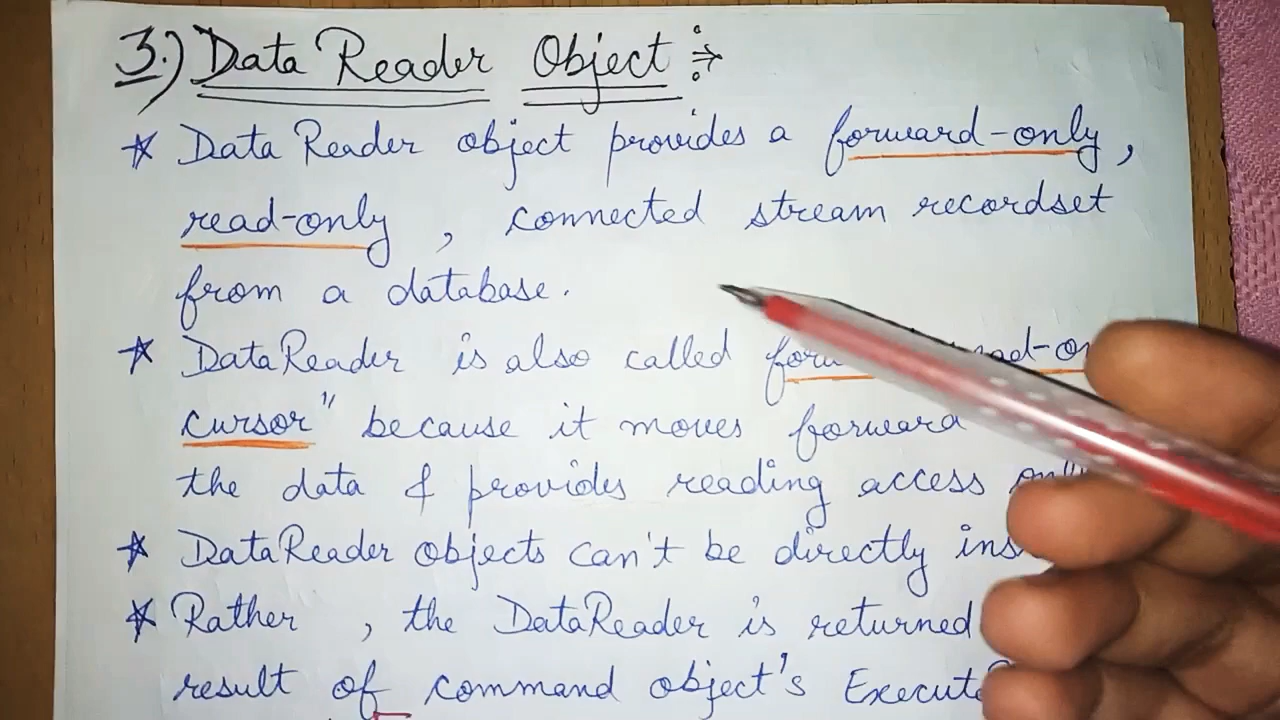 3.) Data Reader Object :→
* Data Reader object provides a forward-only,
read-only, connected stream recordset
from a database.
* DataReader is also called
cursor" because it moves forward
the data & provides reading access
* DataReader objects can't be directly
* Rather, the DataReader is returned
result of command object's